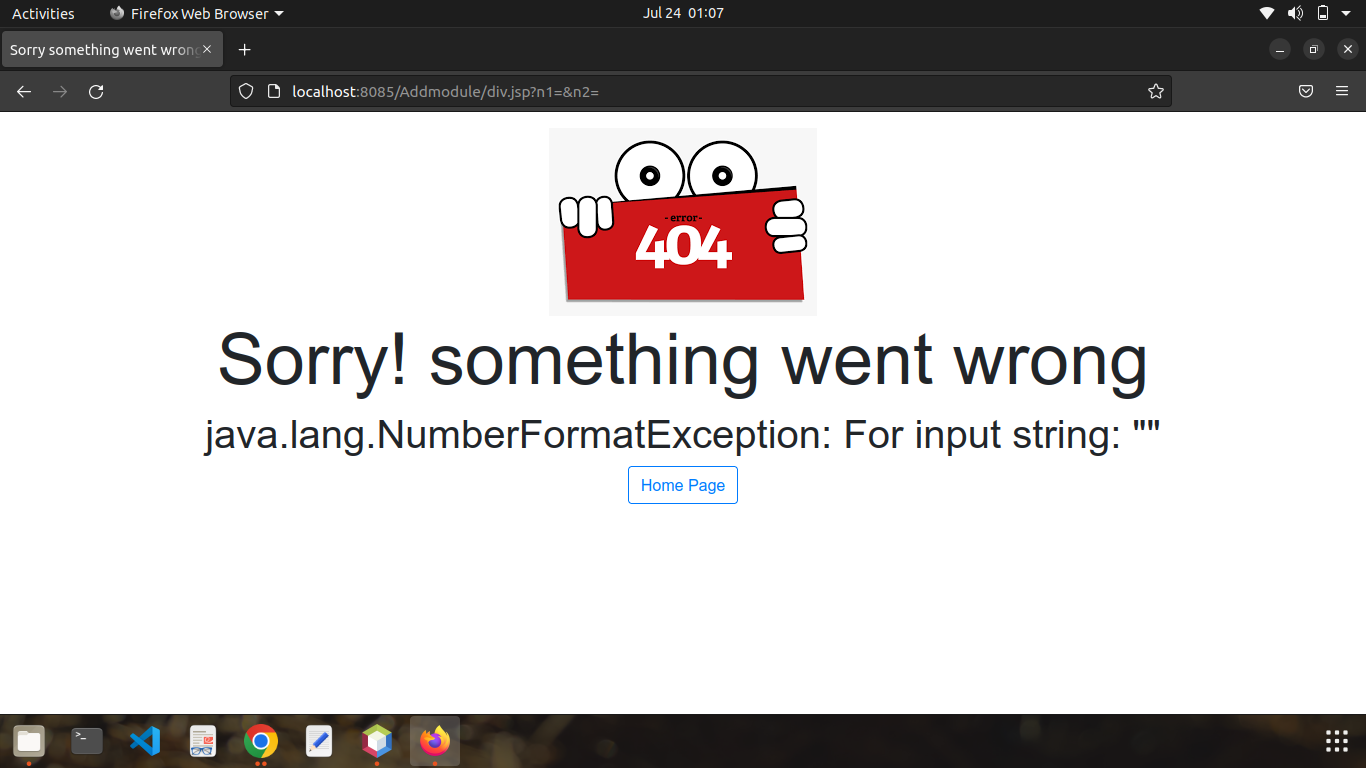 Activities
Firefox Web Browser
Jul 24 01:07
Sorry something went wrong
localhost:8085/Addmodule/div.jsp?n1=&n2=
- error -
404
Sorry! something went wrong
java.lang.NumberFormatException: For input string: ""
Home Page